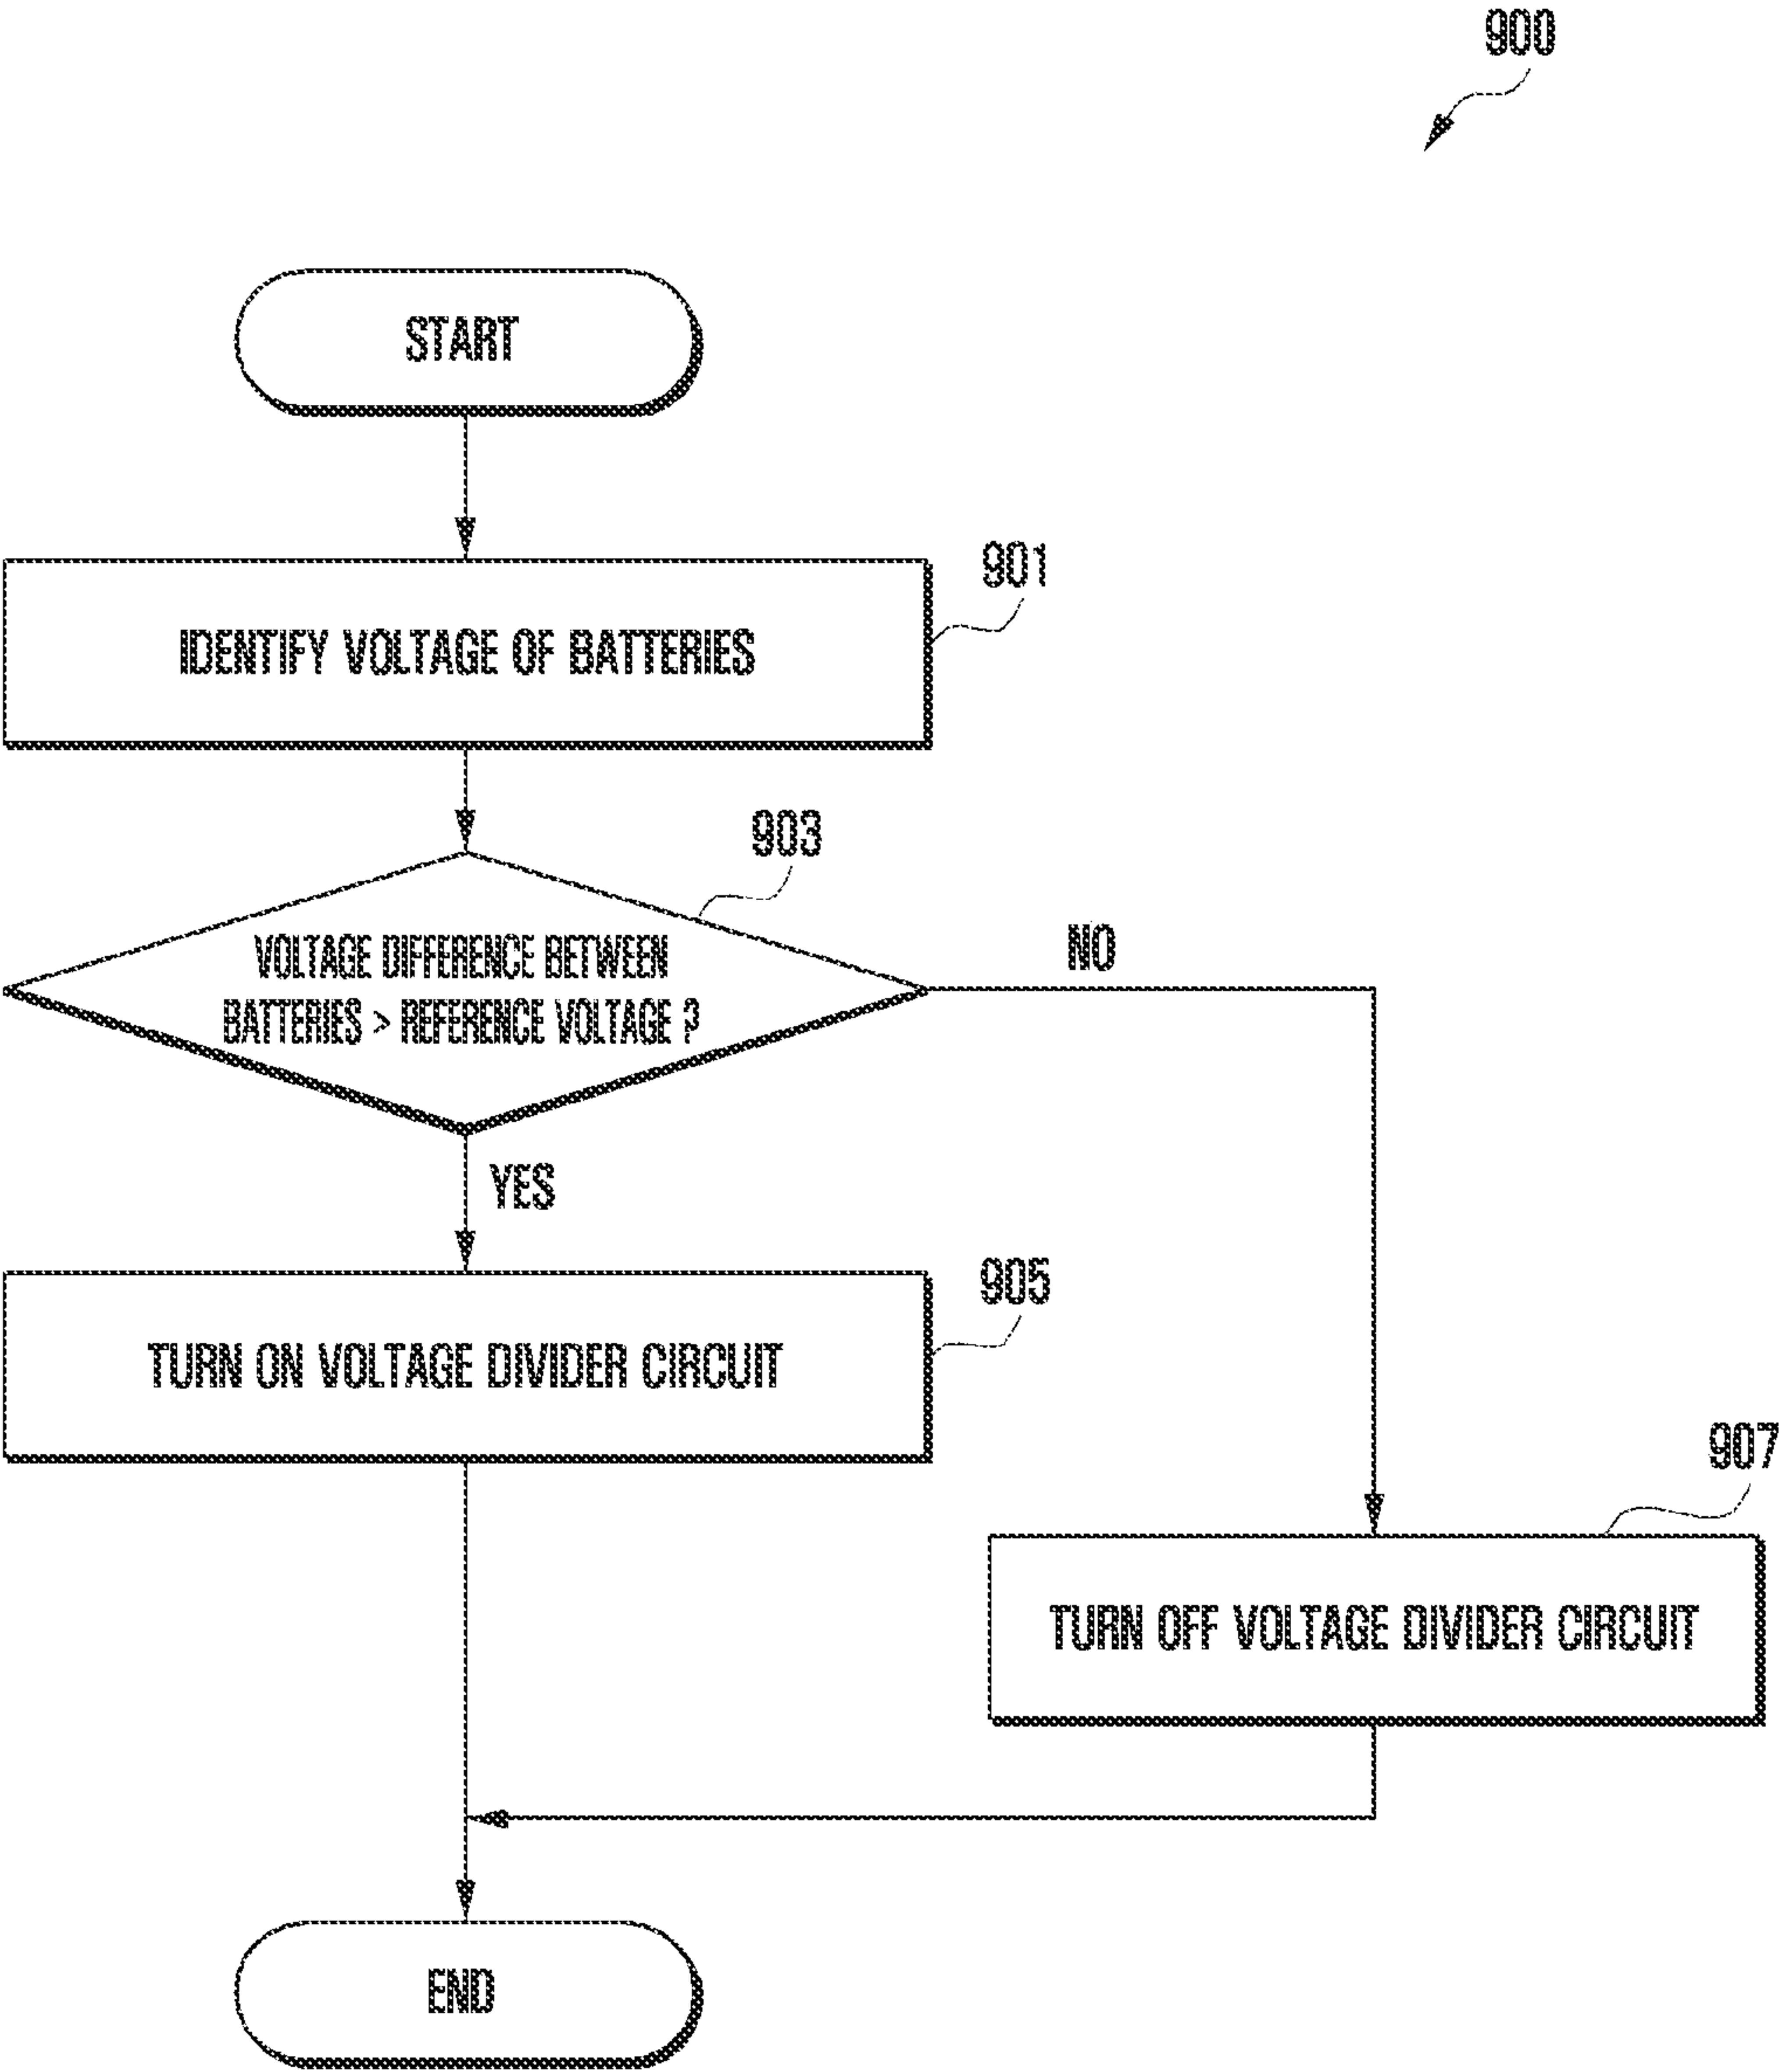 900
START
901
IDENTIFY VOLTAGE OF BATTERIES
903
VOLTAGE DIFFERENCE BETWEEN
BATTERIES > REFERENCE VOLTAGE ?
NO
YES
905
TURN ON VOLTAGE DIVIDER CIRCUIT
907
TURN OFF VOLTAGE DIVIDER CIRCUIT
END